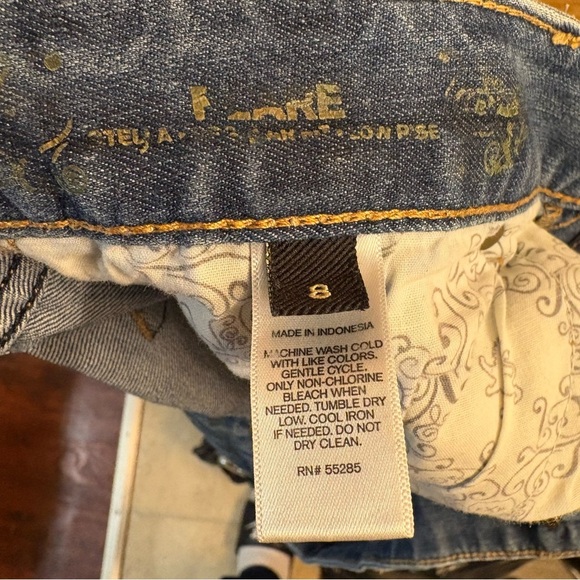 8
MADE IN INDONESIA
MACHINE WASH COLD
WITH LIKE COLORS.
GENTLE CYCLE.
ONLY NON-CHLORINE
BLEACH WHEN
NEEDED. TUMBLE DRY
LOW. COOL IRON
IF NEEDED. DO NOT
DRY CLEAN.
RN# 55285